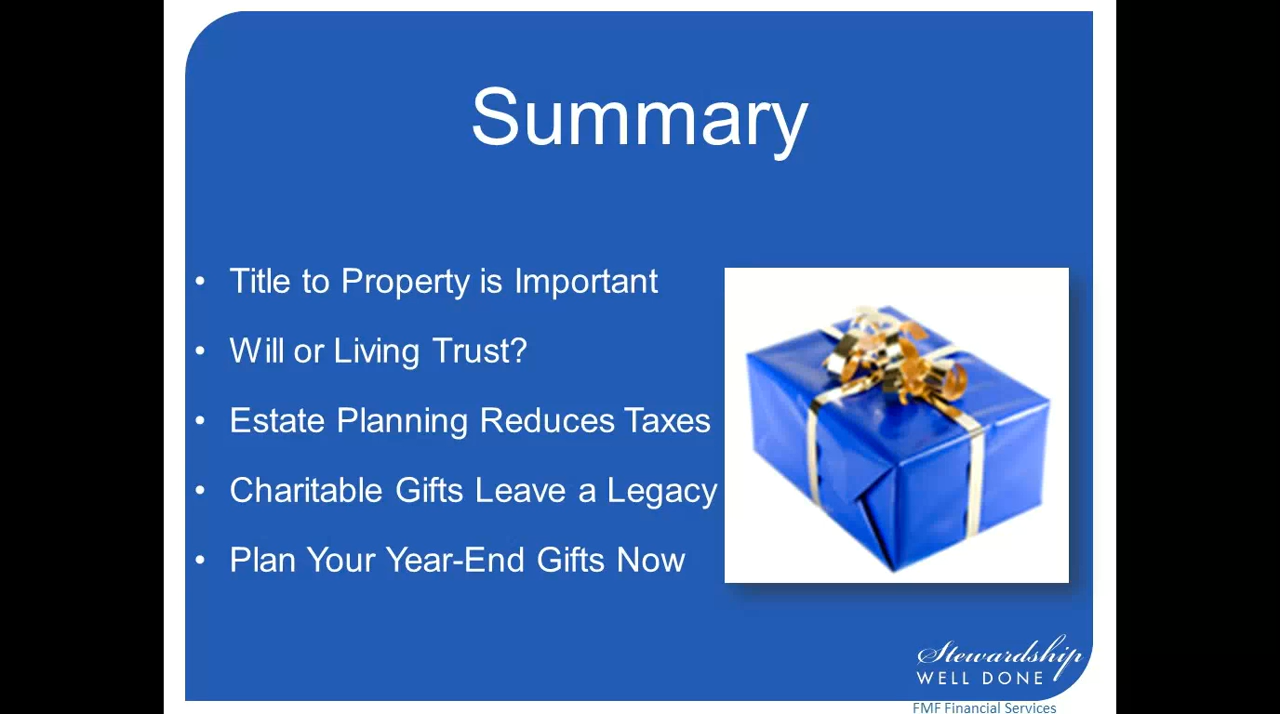 Summary
• Title to Property is Important
• Will or Living Trust?
• Estate Planning Reduces Taxes
• Charitable Gifts Leave a Legacy
• Plan Your Year-End Gifts Now
Stewardship
WELL DONE
FMF Financial Services